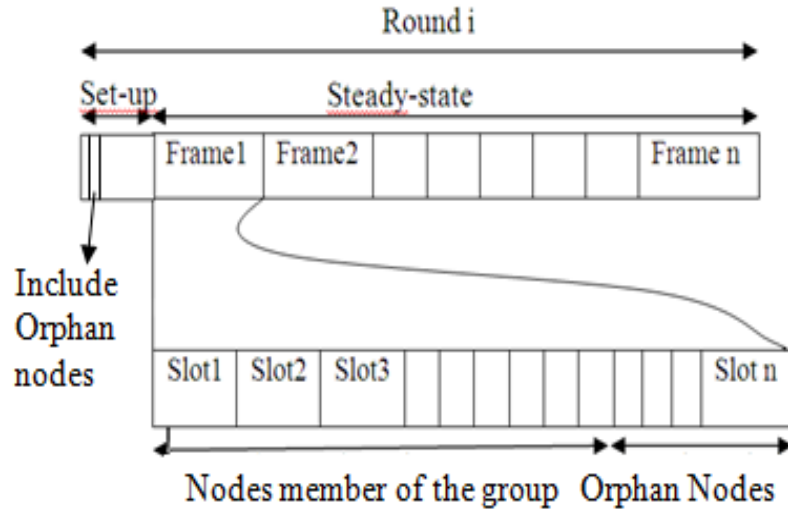 Round i
Set-up
Steady-state
Frame1
Frame2
Frame n
Include
Orphan
nodes
Slot1
Slot2
Slot3
Slot n
Nodes member of the group
Orphan Nodes